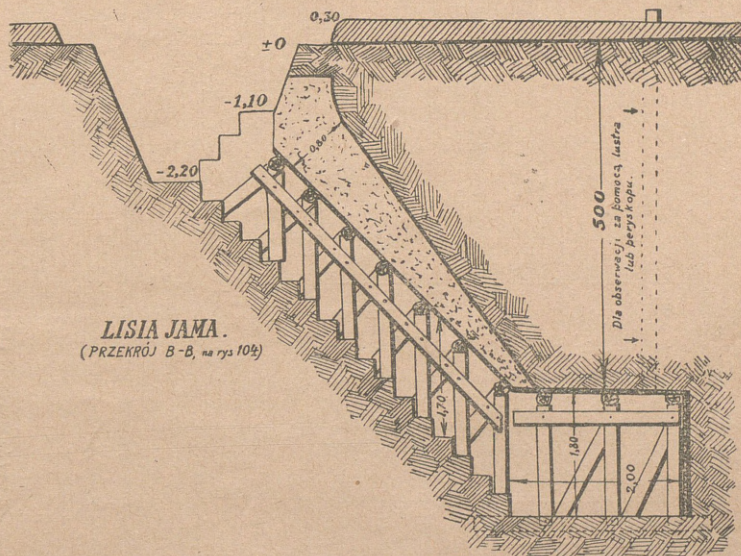 0,30
±0
-1,10
-2,20
0,80
500
Dla obserwacji za pomocą lustra
lub peryskopu.
LISIA JAMA.
(PRZEKRÓJ B-B, na rys 104)
1,70
1,80
2,00